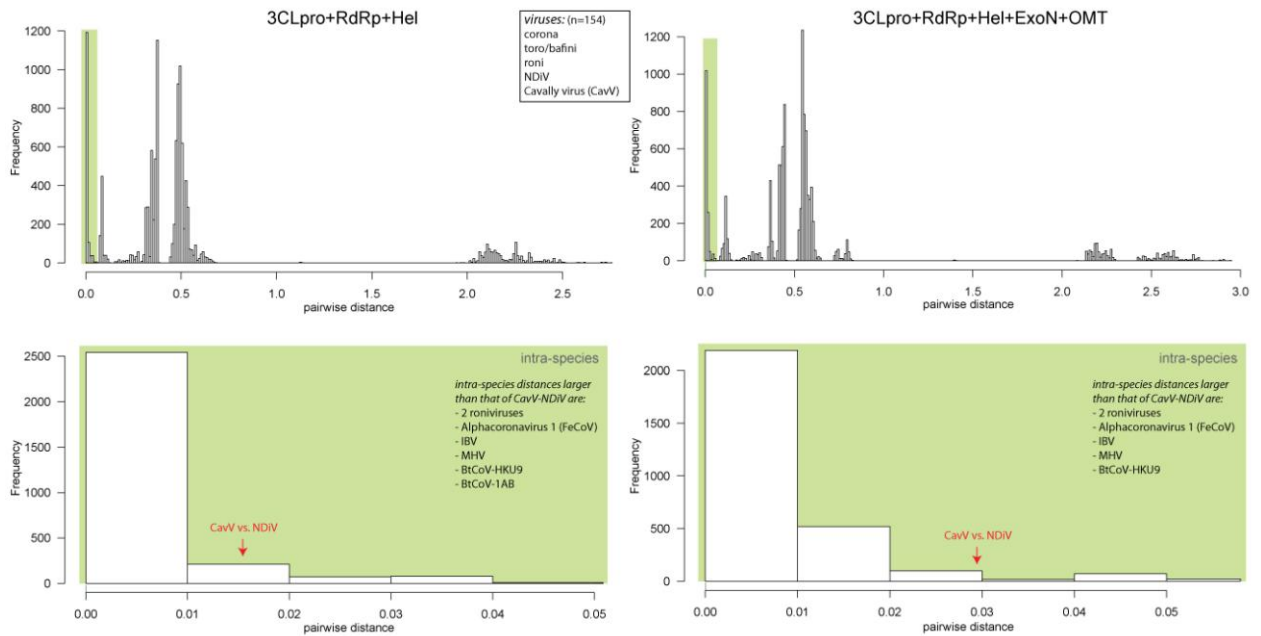 3CLpro+RdRp+Hel
viruses: (n=154)
corona
toro/bafini
roni
NDiV
Cavally virus (CavV)
Frequency
1200
1000
800
600
400
200
0
0.0 0.5 1.0 1.5 2.0 2.5
pairwise distance
3CLpro+RdRp+Hel+ExoN+OMT
Frequency
1200
1000
800
600
400
200
0
0.0 0.5 1.0 1.5 2.0 2.5 3.0
pairwise distance
intra-species
intra-species distances larger
than that of CavV-NDiV are:
- 2 roniviruses
- Alphacoronavirus 1 (FeCoV)
- IBV
- MHV
- BtCoV-HKU9
- BtCoV-1AB
CavV vs. NDiV
Frequency
2500
2000
1500
1000
500
0
0.00 0.01 0.02 0.03 0.04 0.05
pairwise distance
intra-species
intra-species distances larger
than that of CavV-NDiV are:
- 2 roniviruses
- Alphacoronavirus 1 (FeCoV)
- IBV
- MHV
- BtCoV-HKU9
CavV vs. NDiV
Frequency
2000
1500
1000
500
0
0.00 0.01 0.02 0.03 0.04 0.05
pairwise distance